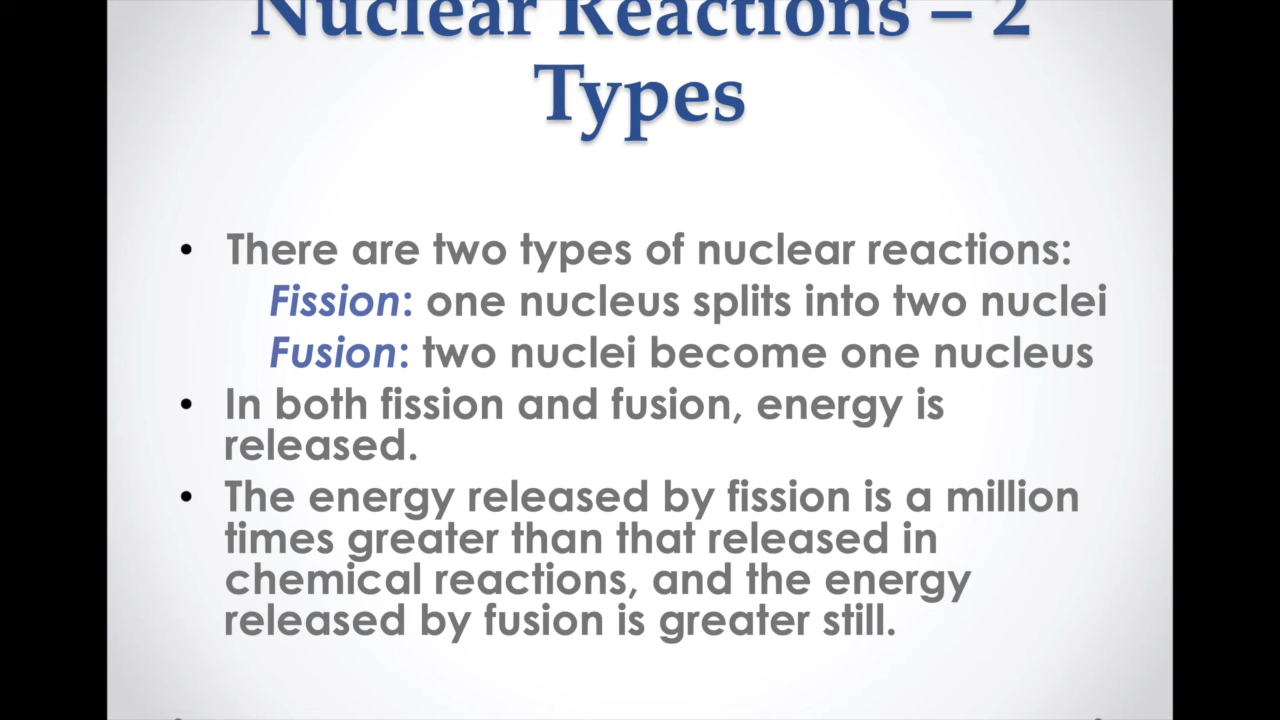 Nuclear Reactions – 2
Types
• There are two types of nuclear reactions:
Fission: one nucleus splits into two nuclei
Fusion: two nuclei become one nucleus
• In both fission and fusion, energy is
released.
• The energy released by fission is a million
times greater than that released in
chemical reactions, and the energy
released by fusion is greater still.